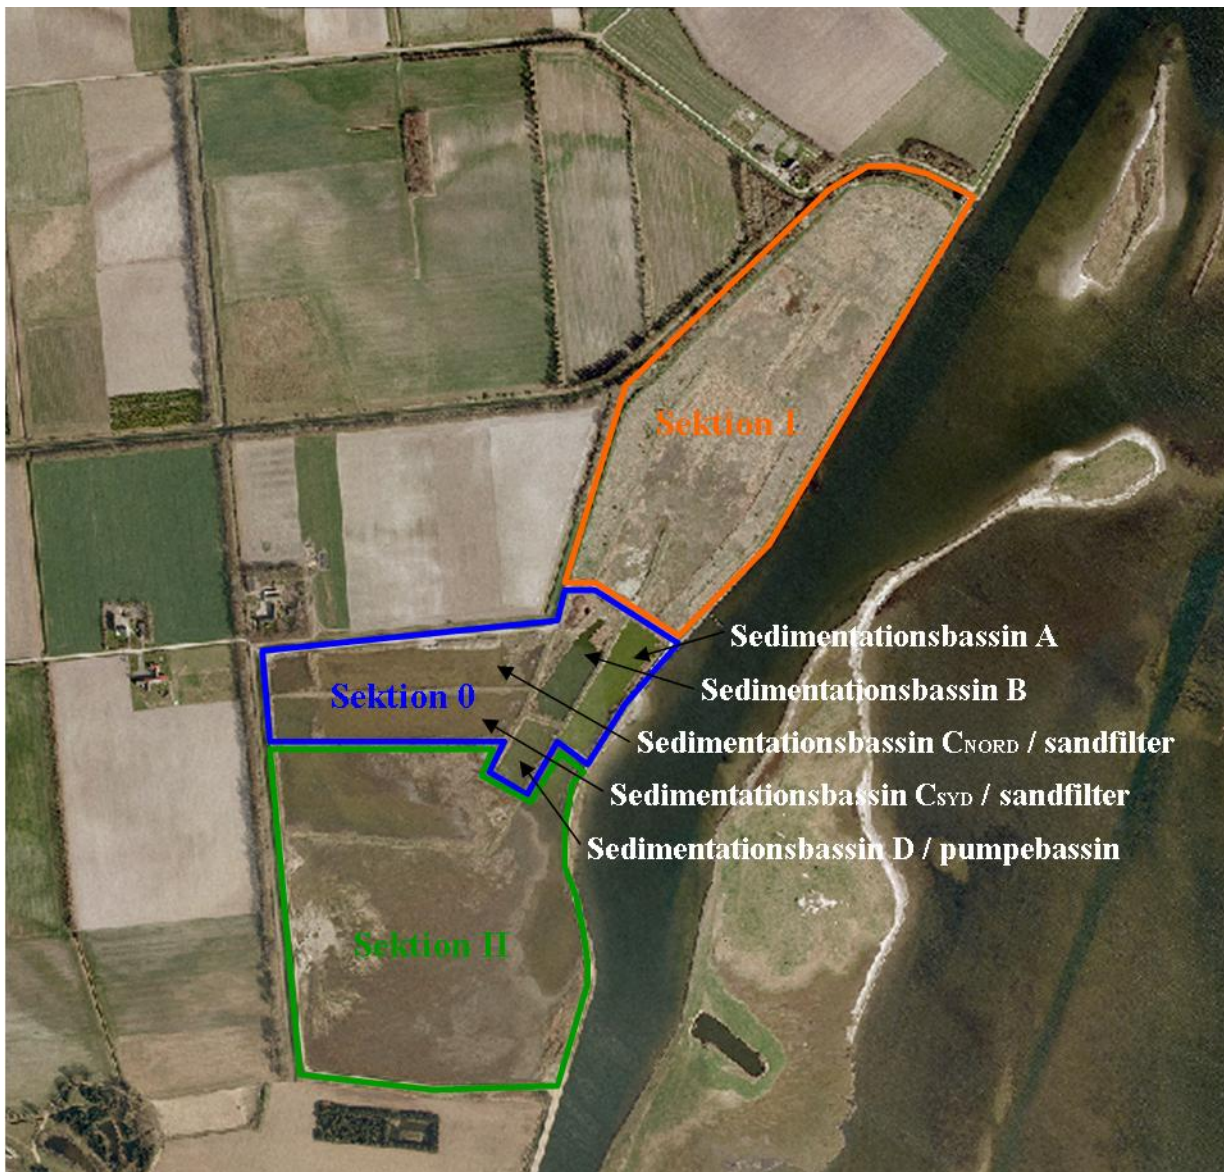 Sektion I
Sedimentationsbassin A
Sektion 0
Sedimentationsbassin B
Sedimentationsbassin CNORD / sandfilter
Sedimentationsbassin CSYD / sandfilter
Sedimentationsbassin D / pumpebassin
Sektion II